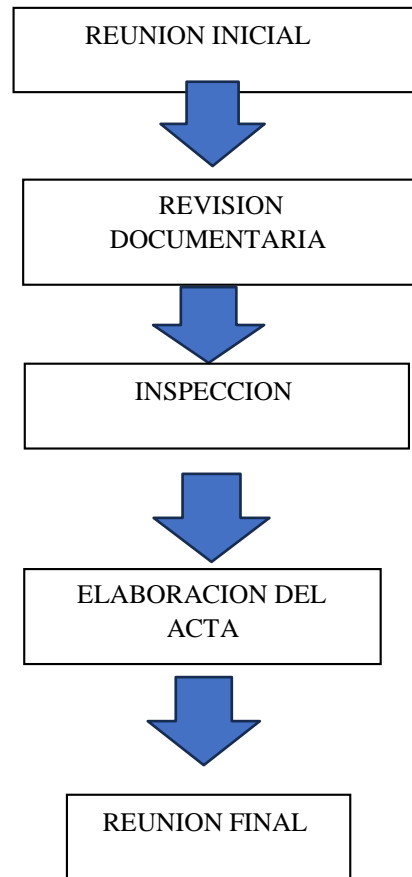 REUNION INICIAL
REVISION
DOCUMENTARIA
INSPECCION
ELABORACION DEL
ACTA
REUNION FINAL